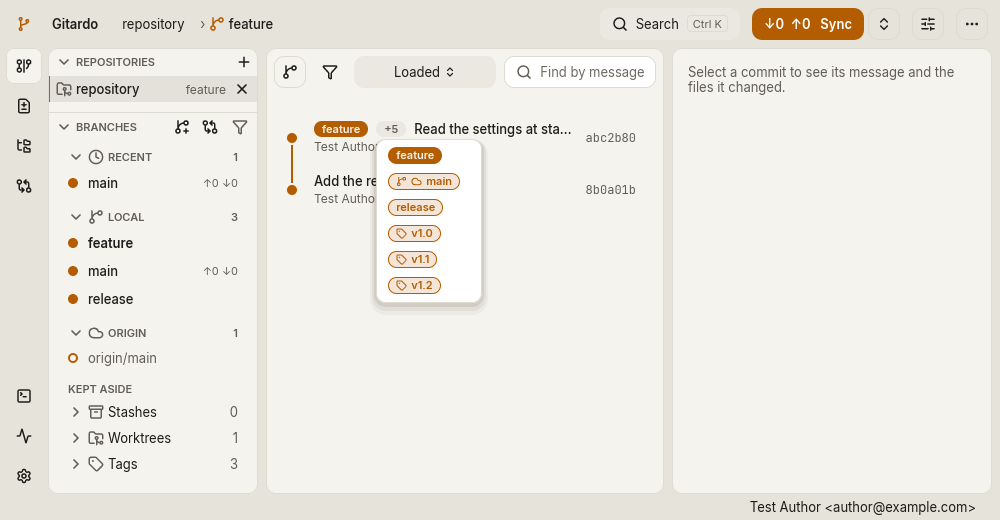 Gitardo repository feature Search Ctrl K ↓0 ↑0 Sync
REPOSITORIES
repository feature
BRANCHES
RECENT 1
main ↑0 ↓0
LOCAL 3
feature
main ↑0 ↓0
release
ORIGIN 1
origin/main
KEPT ASIDE
Stashes 0
Worktrees 1
Tags 3
Loaded Find by message
feature +5 Read the settings at sta... abc2b80
Test Autho
Add the re 8b0a01b
Test Autho
feature
main
release
v1.0
v1.1
v1.2
Select a commit to see its message and the
files it changed.
Test Author <author@example.com>